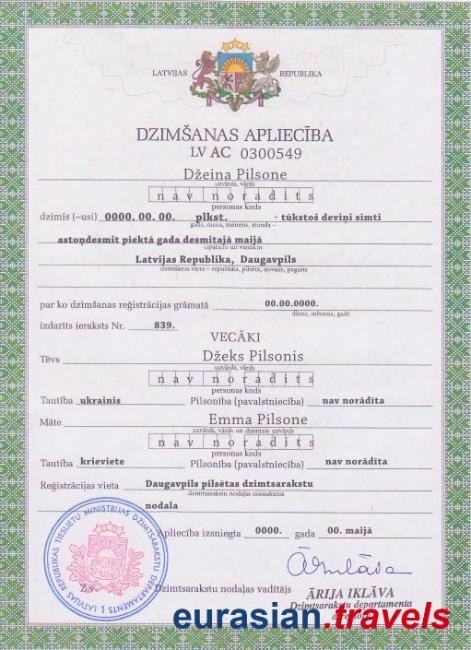 LATVIJAS REPUBLIKA
DZIMŠANAS APLIECĪBA
LV AC 0300549
Džeina Pilsone
uzvārds, vārds
nav norādīts
personas kods
dzimis (–usi) 0000. 00. 00. plkst. - tūkstoš deviņi simti
gads, diena, mēnesis, stunda –
astoņdesmit piektā gada desmitajā maijā
cipariem un vārdiem
Latvijas Republika, Daugavpils
dzimšanas vieta – republika, pilsēta, novads, pagasts
par ko dzimšanas reģistrācijas grāmatā 00.00.0000.
diena, mēnesis, gads
izdarīts ieraksts Nr. 839.
VECĀKI
Tēvs Džeks Pilsonis
uzvārds, vārds
nav norādīts
personas kods
Tautība ukrainis Pilsonība (pavalstniecība) nav norādīta
Māte Emma Pilsone
uzvārds, vārds un dzimtais uzvārds
nav norādīts
personas kods
Tautība krieviete Pilsonība (pavalstniecība) nav norādīta
Reģistrācijas vieta Daugavpils pilsētas dzimtsarakstu
dzimtsarakstu nodaļas nosaukums
nodala
Apliecība izsniegta 0000. gada 00. maijā
LATVIJAS REPUBLIKAS TIESLIETU MINISTRIJAS DZIMTSARAKSTU DEPARTAMENTS
Z.v. Dzimtsarakstu nodaļas vadītājs ĀRIJA IKLĀVA
Dzimtsarakstu departamenta
eurasian.travels